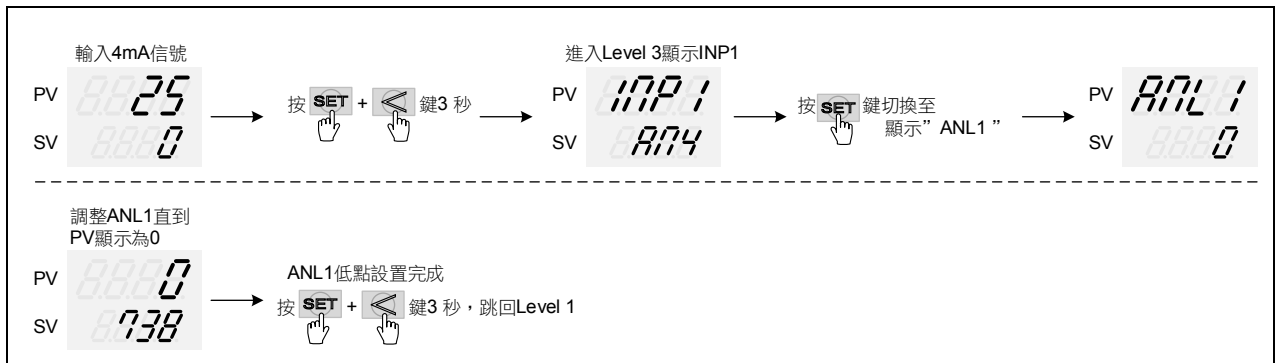 輸入4mA信號
PV 25
SV 0
按 SET + < 鍵3 秒
進入Level 3顯示INP1
PV INP1
SV AN4
按 SET 鍵切換至
顯示”ANL1”
PV ANL1
SV 0
調整ANL1直到
PV顯示為0
PV 0
SV 738
ANL1低點設置完成
按 SET + < 鍵3 秒，跳回Level 1